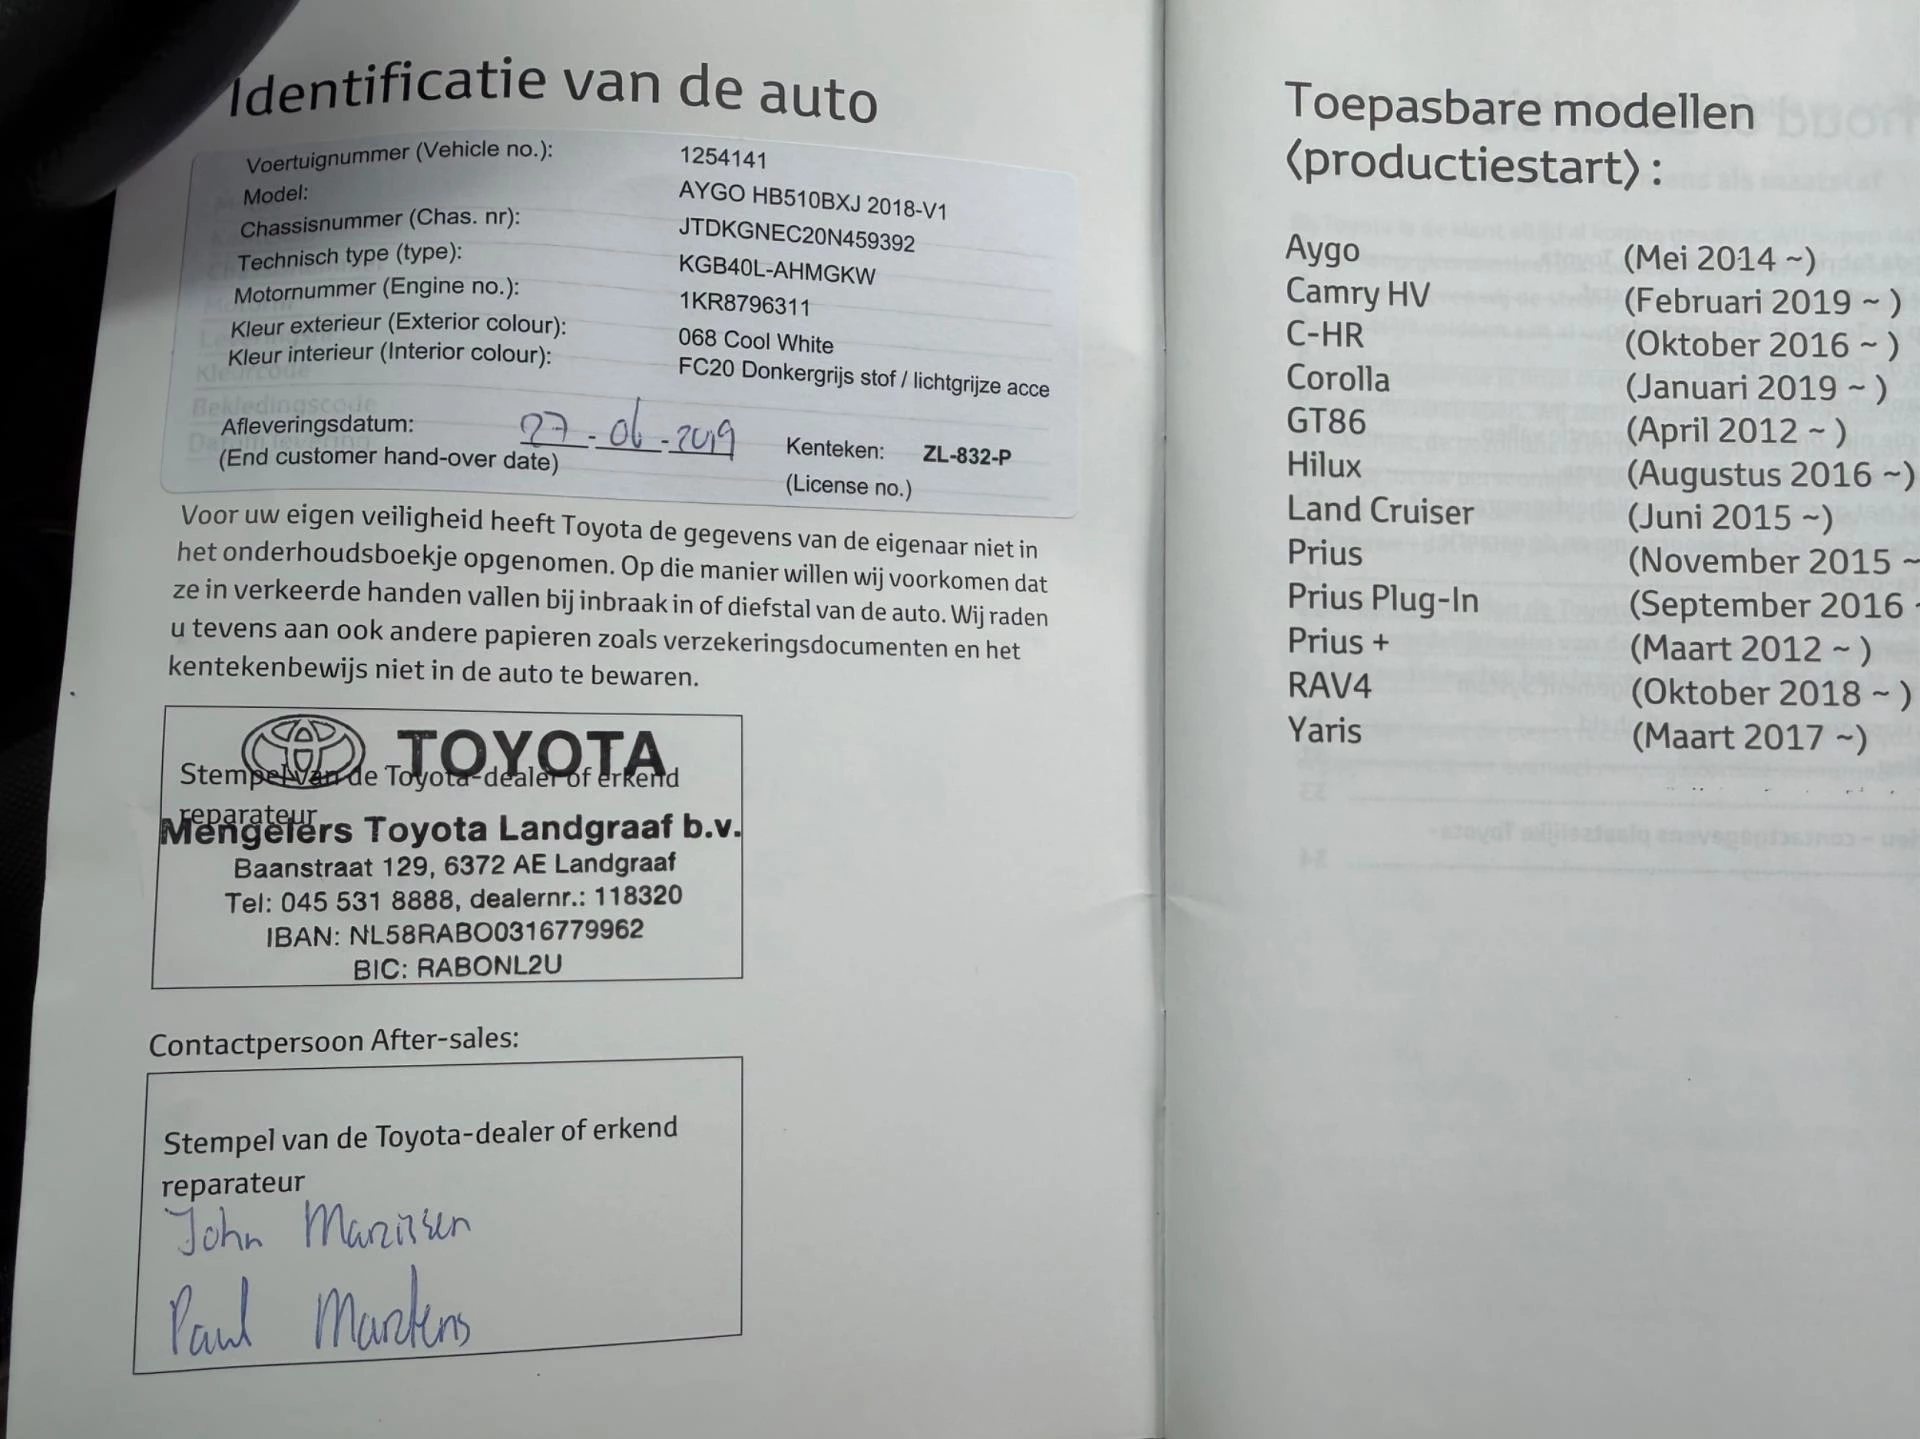 Identificatie van de auto
Voertuignummer (Vehicle no.): 1254141
Model: AYGO HB510BXJ 2018-V1
Chassisnummer (Chas. nr): JTDKGNEC20N459392
Technisch type (type): KGB40L-AHMGKW
Motornummer (Engine no.): 1KR8796311
Kleur exterieur (Exterior colour): 068 Cool White
Kleur interieur (Interior colour): FC20 Donkergrijs stof / lichtgrijze acce
Afleveringsdatum: 27-06-2019 Kenteken: ZL-832-P
(End customer hand-over date) (License no.)
Voor uw eigen veiligheid heeft Toyota de gegevens van de eigenaar niet in
het onderhoudsboekje opgenomen. Op die manier willen wij voorkomen dat
ze in verkeerde handen vallen bij inbraak in of diefstal van de auto. Wij raden
u tevens aan ook andere papieren zoals verzekeringsdocumenten en het
kentekenbewijs niet in de auto te bewaren.
TOYOTA
Stempel van de Toyota-dealer of erkend
reparateur
Mengelers Toyota Landgraaf b.v.
Baanstraat 129, 6372 AE Landgraaf
Tel: 045 531 8888, dealernr.: 118320
IBAN: NL58RABO0316779962
BIC: RABONL2U
Contactpersoon After-sales:
Stempel van de Toyota-dealer of erkend
reparateur
John
Paul Martens
Toepasbare modellen
⟨productiestart⟩:
Aygo (Mei 2014 ~)
Camry HV (Februari 2019 ~ )
C-HR (Oktober 2016 ~ )
Corolla (Januari 2019 ~ )
GT86 (April 2012 ~ )
Hilux (Augustus 2016 ~)
Land Cruiser (Juni 2015 ~)
Prius (November 2015 ~
Prius Plug-In (September 2016 -
Prius + (Maart 2012 ~ )
RAV4 (Oktober 2018 ~ )
Yaris (Maart 2017 ~)